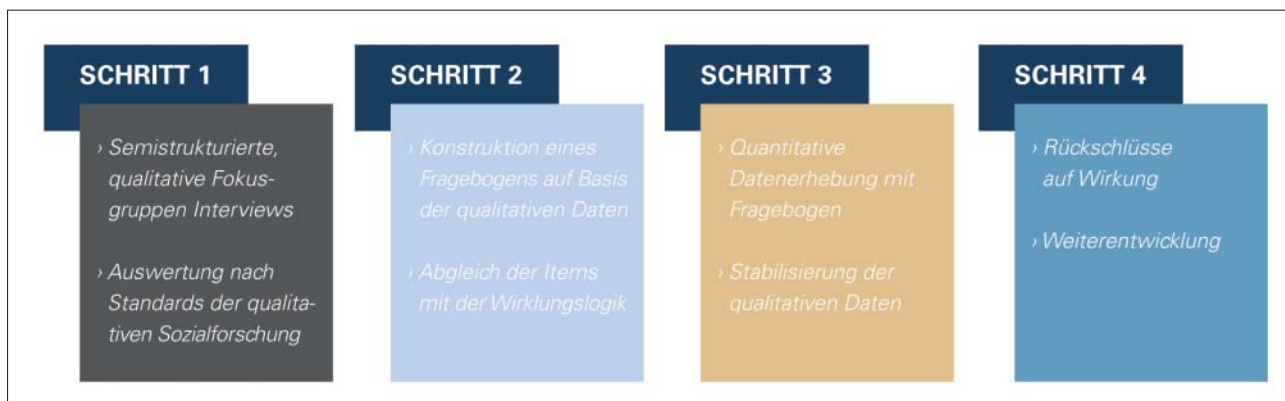 SCHRITT 1
› Semistrukturierte,
qualitative Fokus-
gruppen Interviews
› Auswertung nach
Standards der qualita-
tiven Sozialforschung
SCHRITT 2
› Konstruktion eines
Fragebogens auf Basis
der qualitativen Daten
› Abgleich der Items
mit der Wirklungslogik
SCHRITT 3
› Quantitative
Datenerhebung mit
Fragebogen
› Stabilisierung der
qualitativen Daten
SCHRITT 4
› Rückschlüsse
auf Wirkung
› Weiterentwicklung